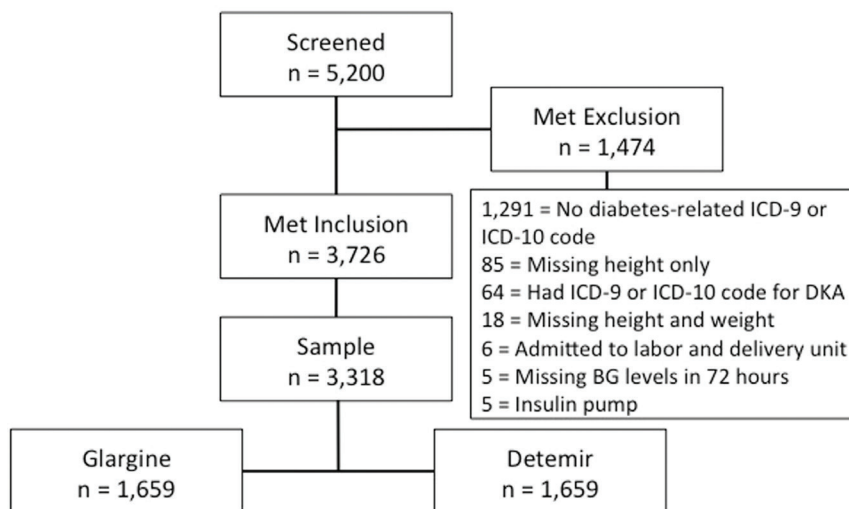 Screened
n = 5,200
Met Exclusion
n = 1,474
1,291 = No diabetes-related ICD-9 or
ICD-10 code
85 = Missing height only
64 = Had ICD-9 or ICD-10 code for DKA
18 = Missing height and weight
6 = Admitted to labor and delivery unit
5 = Missing BG levels in 72 hours
5 = Insulin pump
Met Inclusion
n = 3,726
Sample
n = 3,318
Glargine
n = 1,659
Detemir
n = 1,659